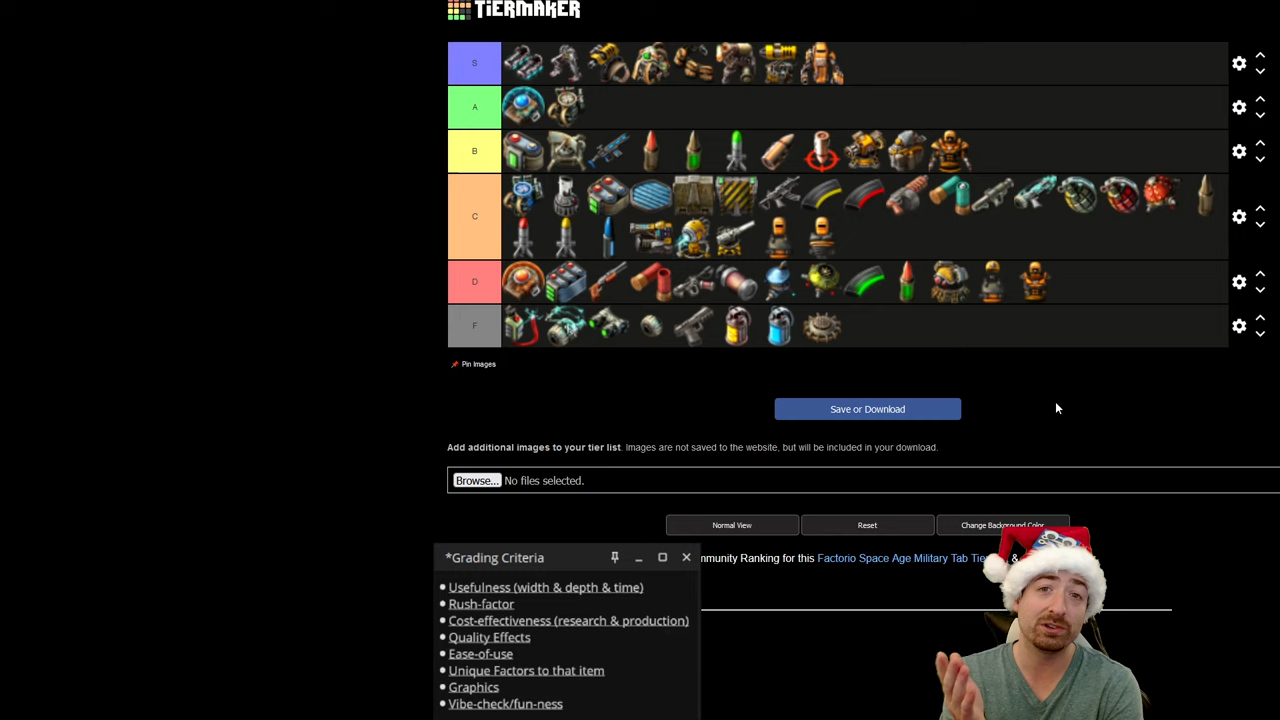 TiERMAKER
S
A
B
C
D
F
Pin Images
Save or Download
Add additional images to your tier list. Images are not saved to the website, but will be included in your download.
Browse... No files selected.
Normal View
Reset
Change Background Color
*Grading Criteria
mmunity Ranking for this Factorio Space Age Military Tab Tie & 
• Usefulness (width & depth & time)
• Rush-factor
• Cost-effectiveness (research & production)
• Quality Effects
• Ease-of-use
• Unique Factors to that item
• Graphics
• Vibe-check/fun-ness